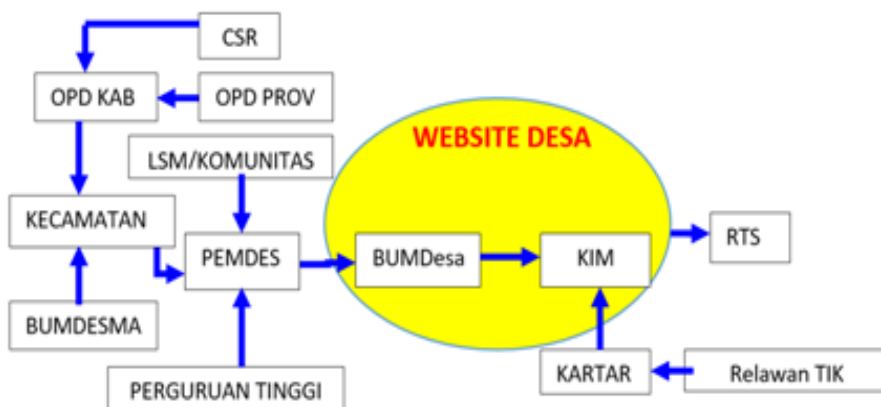 CSR
OPD KAB
OPD PROV
WEBSITE DESA
LSM/KOMUNITAS
KECAMATAN
PEMDES
BUMDesa
KIM
RTS
BUMDESMA
PERGURUAN TINGGI
KARTAR
Relawan TIK